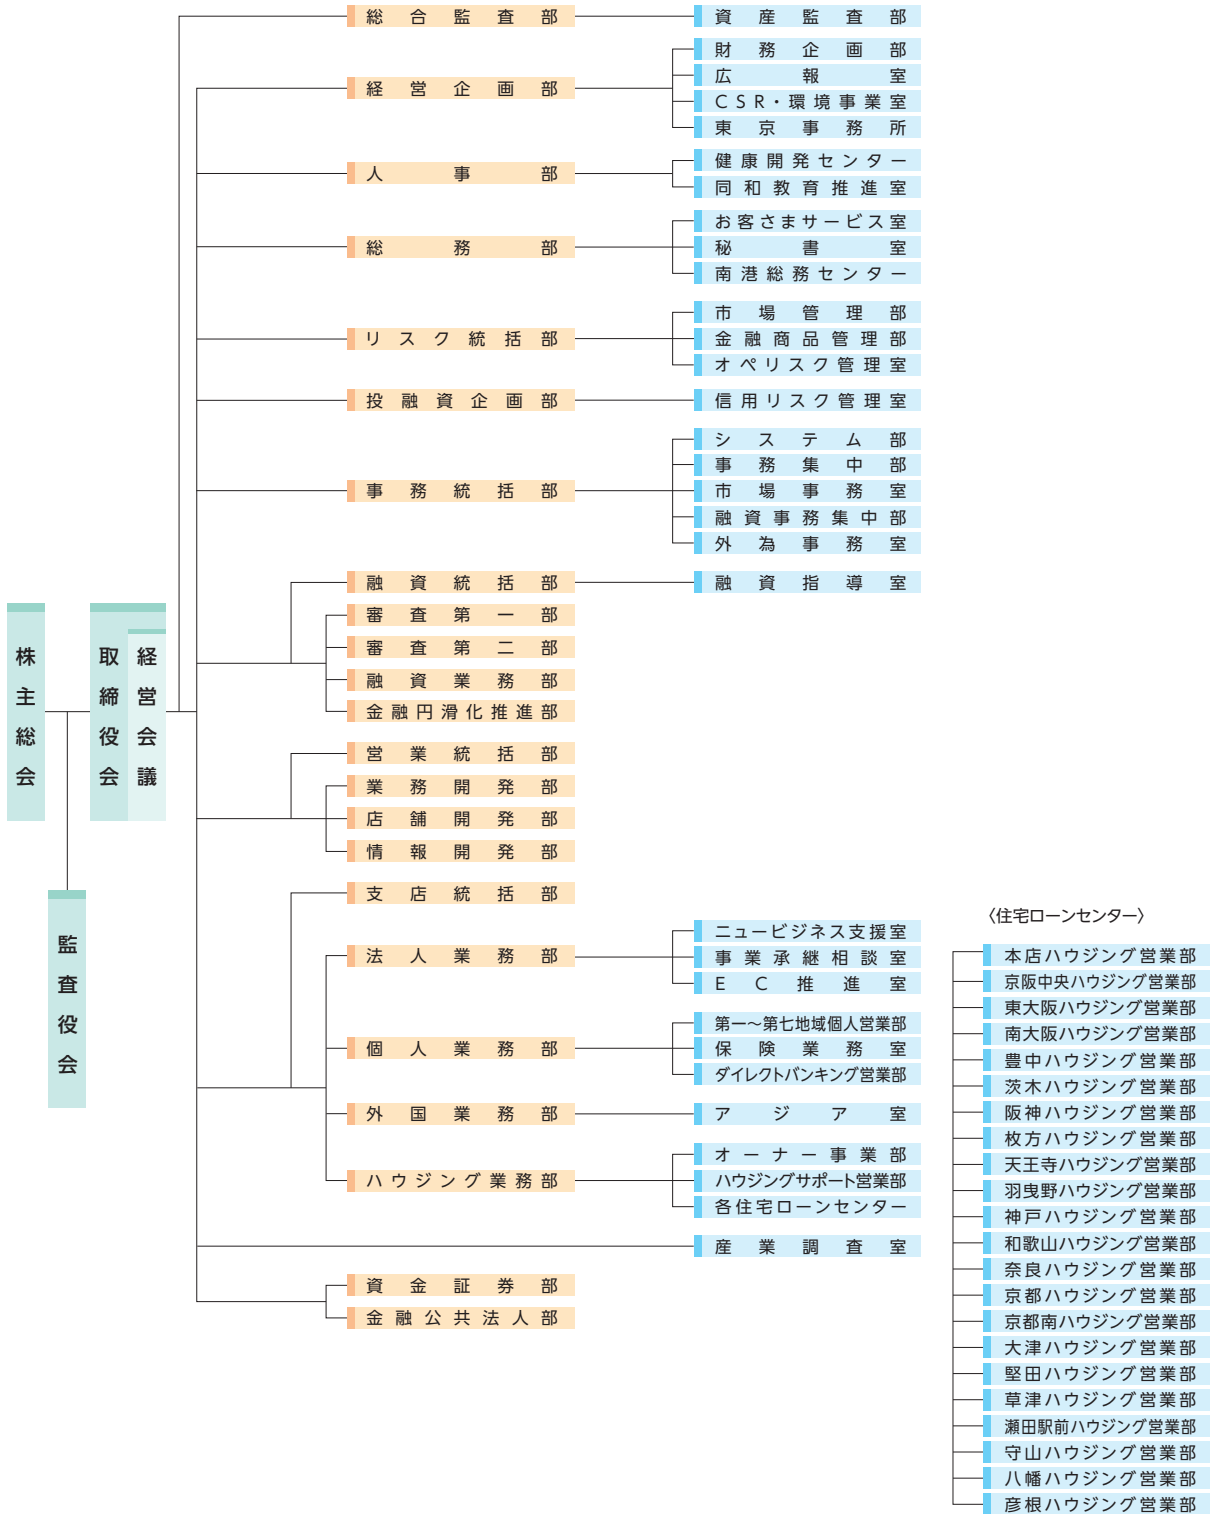 株主総会
監査役会
取締役会
経営会議
総合監査部
資産監査部
経営企画部
財務企画部
広報室
CSR・環境事業室
東京事務所
人事部
健康開発センター
同和教育推進室
総務部
お客さまサービス室
秘書室
南港総務センター
リスク統括部
市場管理部
金融商品管理部
オペリスク管理室
投融資企画部
信用リスク管理室
事務統括部
システム部
事務集中部
市場事務室
融資事務集中部
外為事務室
融資統括部
融資指導室
審査第一部
審査第二部
融資業務部
金融円滑化推進部
営業統括部
業務開発部
店舗開発部
情報開発部
支店統括部
法人業務部
ニュービジネス支援室
事業承継相談室
EC推進室
個人業務部
第一〜第七地域個人営業部
保険業務室
ダイレクトバンキング営業部
外国業務部
アジア室
ハウジング業務部
オーナー事業部
ハウジングサポート営業部
各住宅ローンセンター
産業調査室
資金証券部
金融公共法人部
〈住宅ローンセンター〉
本店ハウジング営業部
京阪中央ハウジング営業部
東大阪ハウジング営業部
南大阪ハウジング営業部
豊中ハウジング営業部
茨木ハウジング営業部
阪神ハウジング営業部
枚方ハウジング営業部
天王寺ハウジング営業部
羽曳野ハウジング営業部
神戸ハウジング営業部
和歌山ハウジング営業部
奈良ハウジング営業部
京都ハウジング営業部
京都南ハウジング営業部
大津ハウジング営業部
堅田ハウジング営業部
草津ハウジング営業部
瀬田駅前ハウジング営業部
守山ハウジング営業部
八幡ハウジング営業部
彦根ハウジング営業部